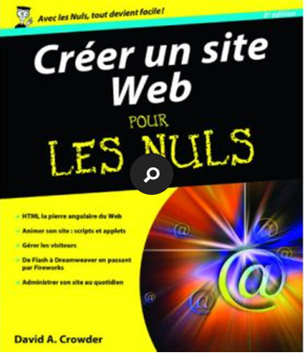 Avec les Nuls, tout devient facile!
3e édition
Créer un site
Web
POUR
LES NULS
HTML la pierre angulaire du Web
Animer son site : scripts et applets
Gérer les visiteurs
De Flash à Dreamweaver en passant
par Fireworks
Administrer son site au quotidien
@
@
@
@
@
David A. Crowder